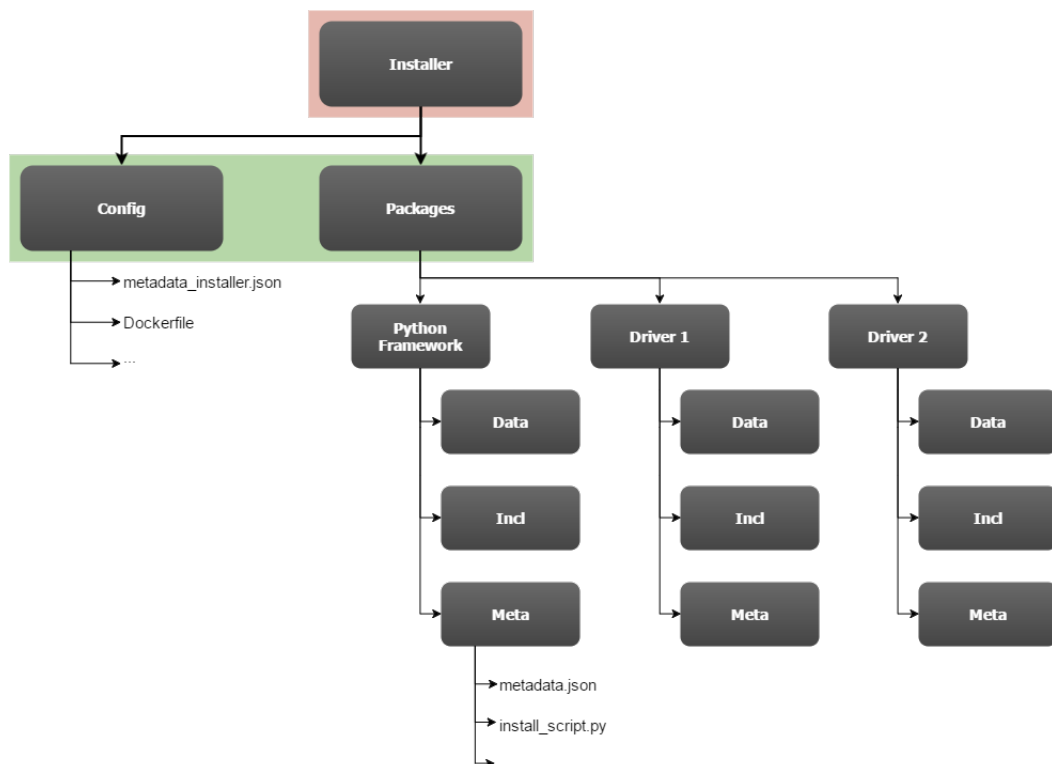 Installer
Config
Packages
metadata_installer.json
Dockerfile
...
Python
Framework
Driver 1
Driver 2
Data
Data
Data
Incl
Incl
Incl
Meta
Meta
Meta
metadata.json
install_script.py